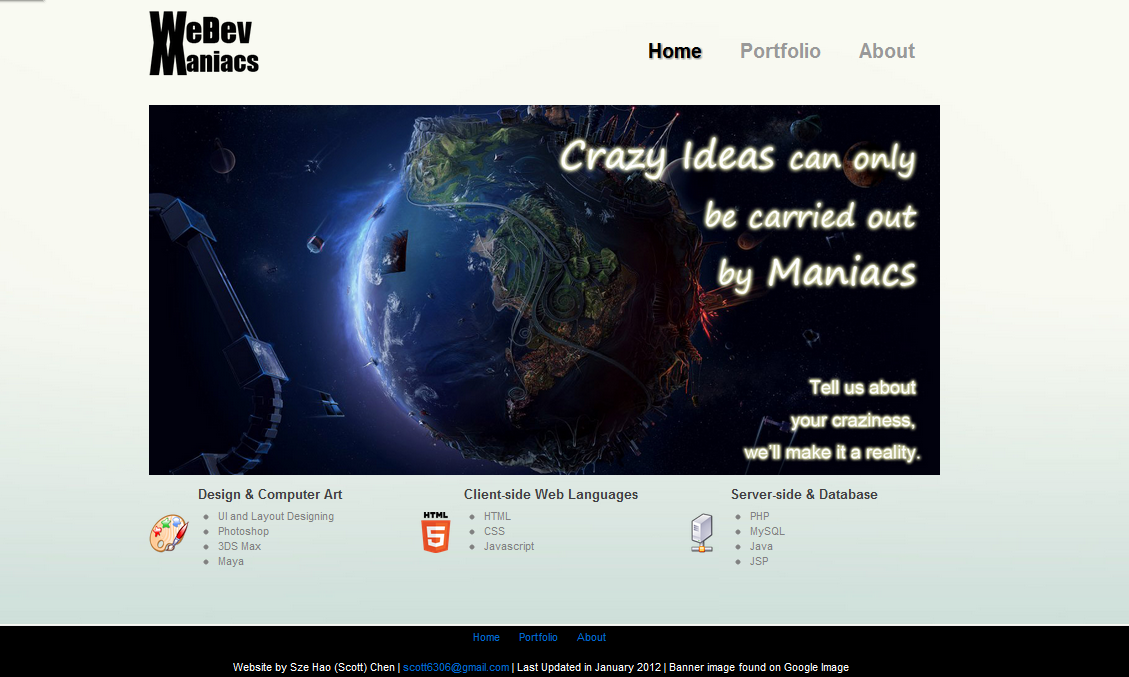 WeDev
Maniacs
Home Portfolio About
Crazy Ideas can only
be carried out
by Maniacs
Tell us about
your craziness,
we'll make it a reality.
Design & Computer Art
UI and Layout Designing
Photoshop
3DS Max
Maya
Client-side Web Languages
HTML
5
HTML
CSS
Javascript
Server-side & Database
PHP
MySQL
Java
JSP
Home Portfolio About
Website by Sze Hao (Scott) Chen | scott6306@gmail.com | Last Updated in January 2012 | Banner image found on Google Image